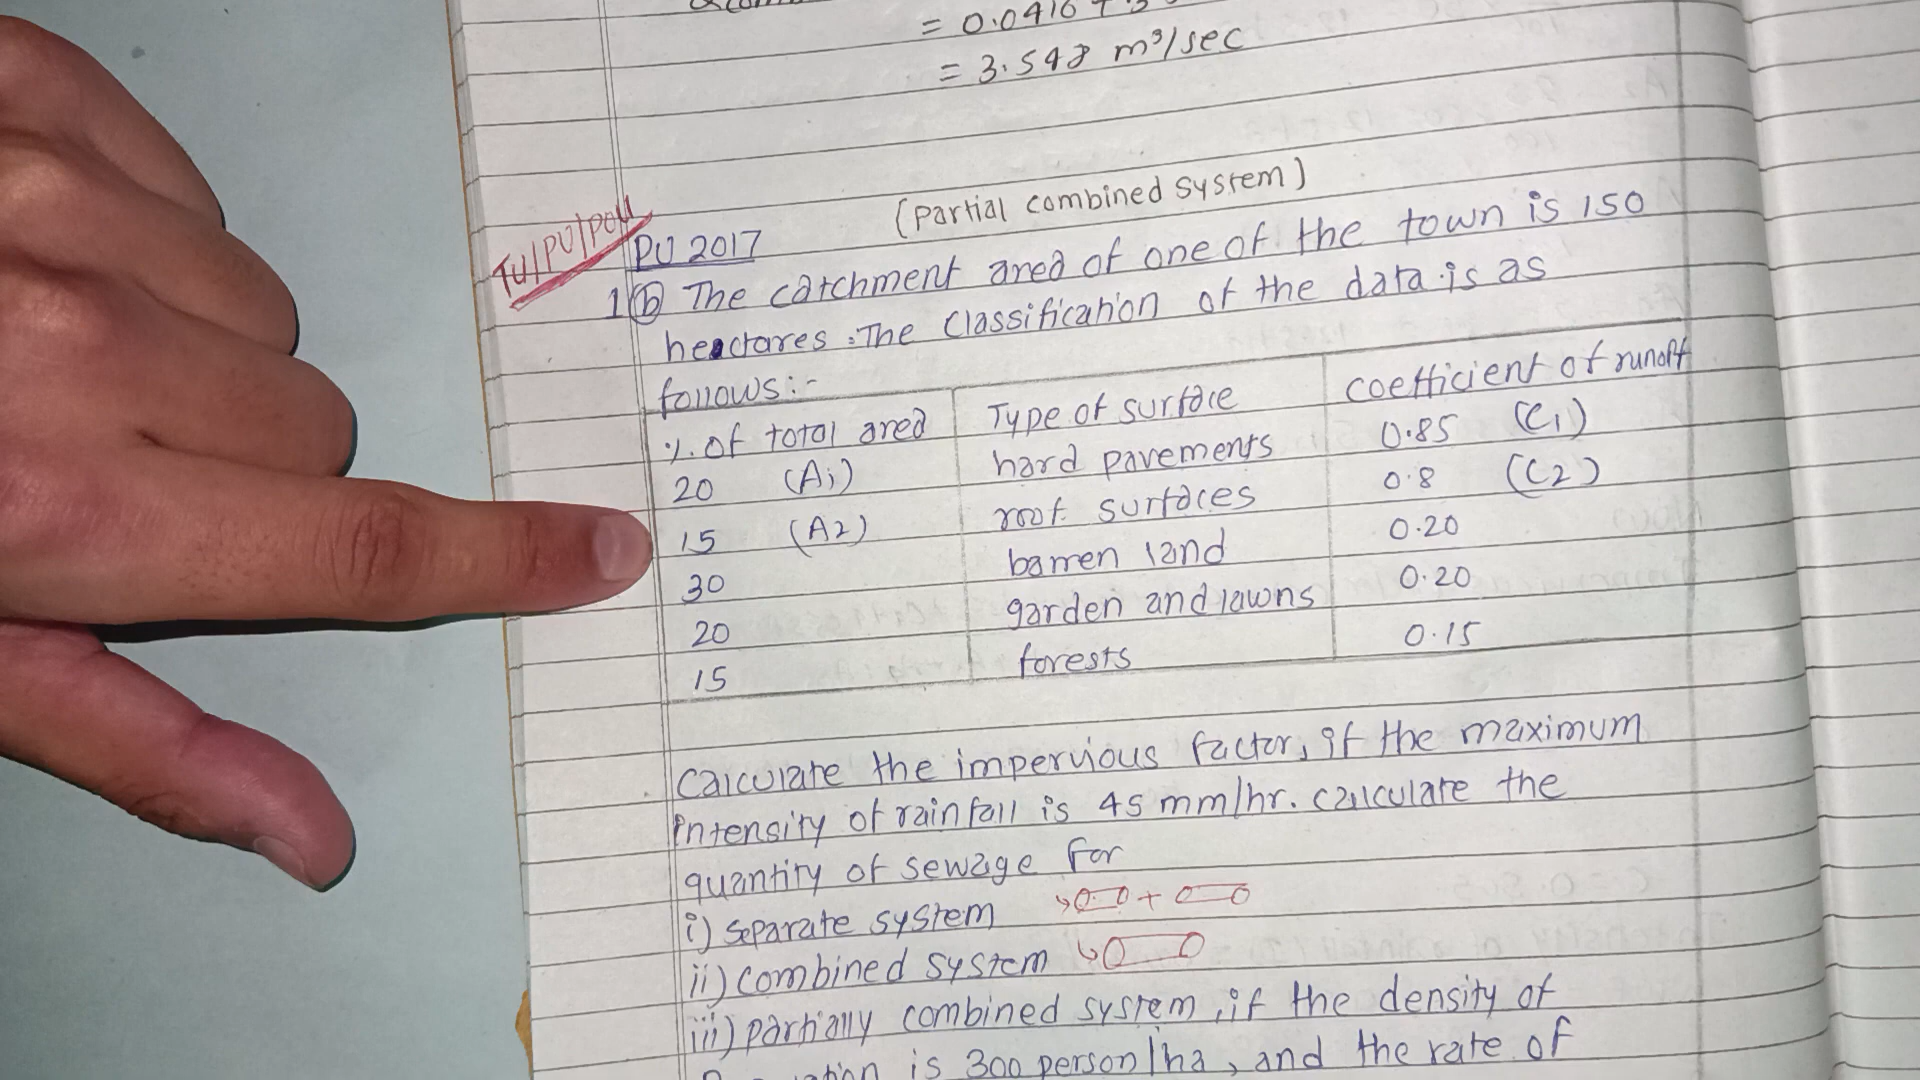 = 0.0416 + 3
= 3.548 m³/sec
(Partial combined system)
TU/PU/POU
PU 2017
1 (b) The catchment area of one of the town is 150
hectares. The classification of the data is as
follows:-
%. of total area Type of surface coefficient of runoff
20 (A1) hard pavements 0.85 (C1)
15 (A2) roof surfaces 0.8 (C2)
30 barren land 0.20
20 garden and lawns 0.20
15 forests 0.15
Calculate the impervious factor, if the maximum
intensity of rainfall is 45 mm/hr. calculate the
quantity of sewage for
i) separate system
ii) combined system
iii) partially combined system, if the density of
is 300 person/ha, and the rate of